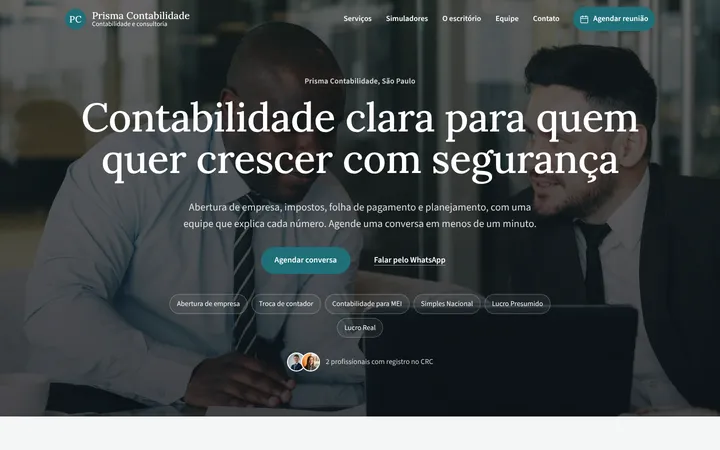 PC
Prisma Contabilidade
Contabilidade e consultoria
Serviços
Simuladores
O escritório
Equipe
Contato
Agendar reunião
Prisma Contabilidade, São Paulo
Contabilidade clara para quem
quer crescer com segurança
Abertura de empresa, impostos, folha de pagamento e planejamento, com uma
equipe que explica cada número. Agende uma conversa em menos de um minuto.
Agendar conversa
Falar pelo WhatsApp
Abertura de empresa
Troca de contador
Contabilidade para MEI
Simples Nacional
Lucro Presumido
Lucro Real
2 profissionais com registro no CRC